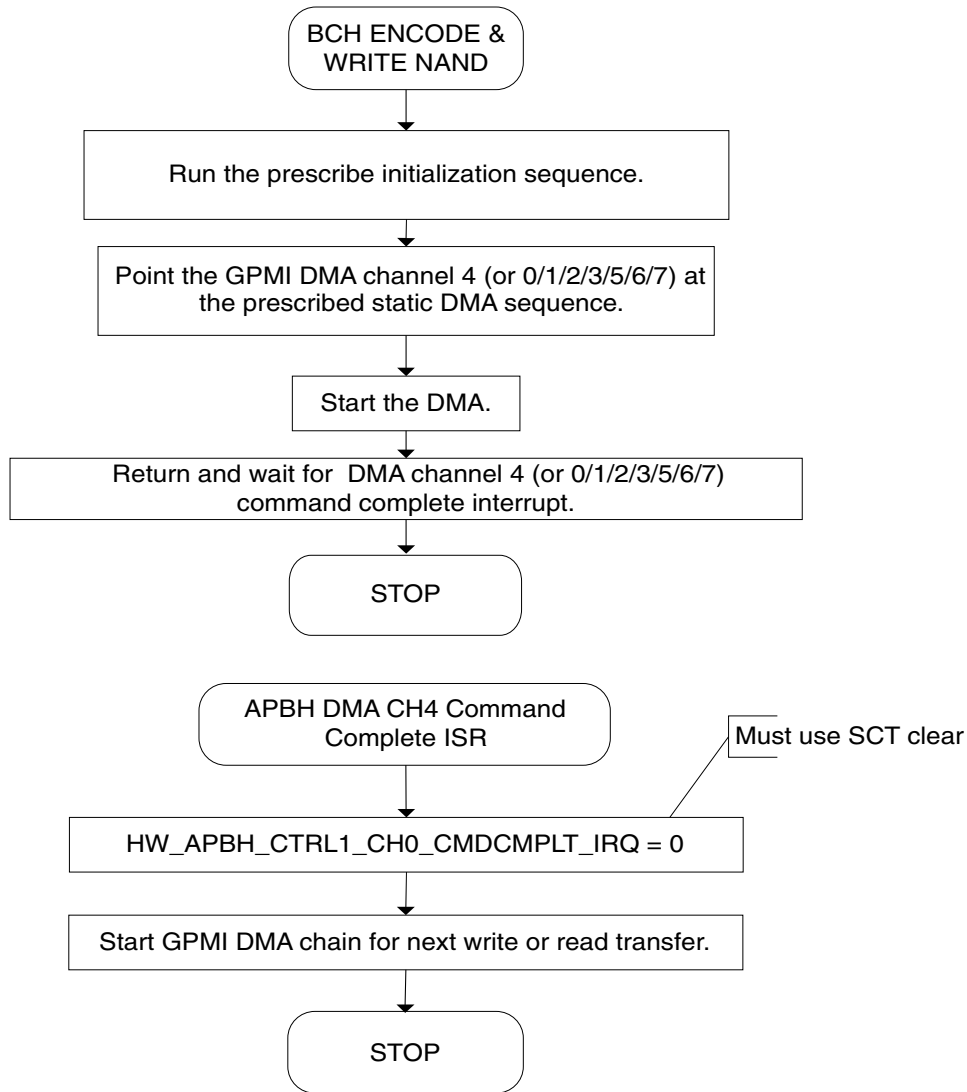 BCH ENCODE &
WRITE NAND
Run the prescribe initialization sequence.
Point the GPMI DMA channel 4 (or 0/1/2/3/5/6/7) at
the prescribed static DMA sequence.
Start the DMA.
Return and wait for DMA channel 4 (or 0/1/2/3/5/6/7)
command complete interrupt.
STOP
APBH DMA CH4 Command
Complete ISR
Must use SCT clear
HW_APBH_CTRL1_CH0_CMDCMPLT_IRQ = 0
Start GPMI DMA chain for next write or read transfer.
STOP